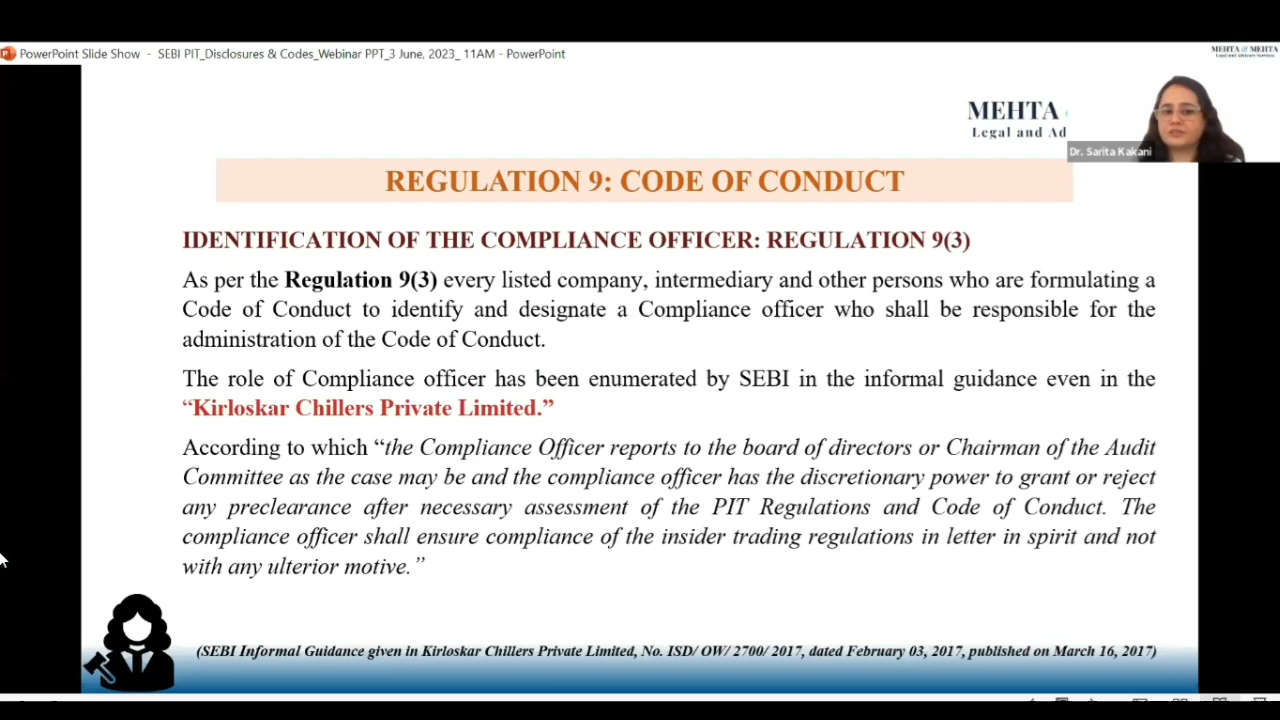 PowerPoint Slide Show - SEBI PIT_Disclosures & Codes_Webinar PPT_3 June, 2023_ 11AM - PowerPoint
MEHTA & MEHTA
Legal and Advisory Services
MEHTA
Legal and Ad
Dr. Sarita Kakani
REGULATION 9: CODE OF CONDUCT
IDENTIFICATION OF THE COMPLIANCE OFFICER: REGULATION 9(3)
As per the Regulation 9(3) every listed company, intermediary and other persons who are formulating a
Code of Conduct to identify and designate a Compliance officer who shall be responsible for the
administration of the Code of Conduct.
The role of Compliance officer has been enumerated by SEBI in the informal guidance even in the
“Kirloskar Chillers Private Limited.”
According to which “the Compliance Officer reports to the board of directors or Chairman of the Audit
Committee as the case may be and the compliance officer has the discretionary power to grant or reject
any preclearance after necessary assessment of the PIT Regulations and Code of Conduct. The
compliance officer shall ensure compliance of the insider trading regulations in letter in spirit and not
with any ulterior motive.”
(SEBI Informal Guidance given in Kirloskar Chillers Private Limited, No. ISD/ OW/ 2700/ 2017, dated February 03, 2017, published on March 16, 2017)